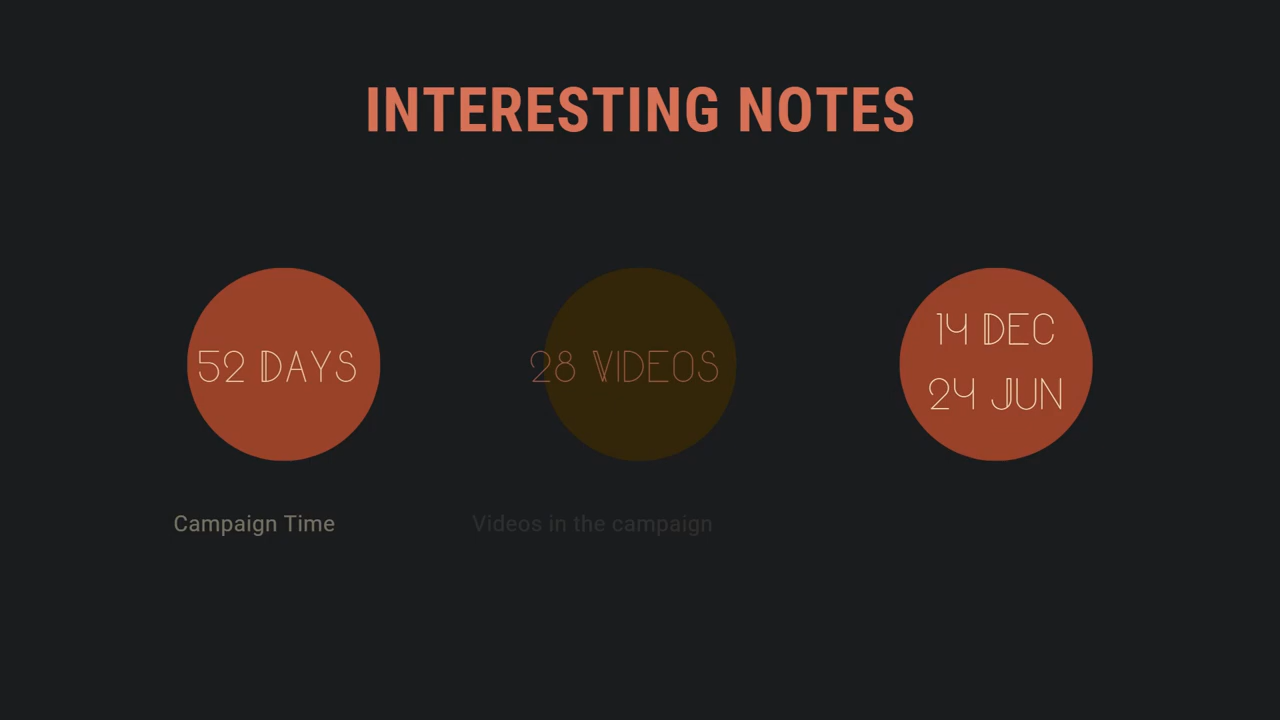 INTERESTING NOTES
52 DAYS
28 VIDEOS
14 DEC
24 JUN
Campaign Time
Videos in the campaign